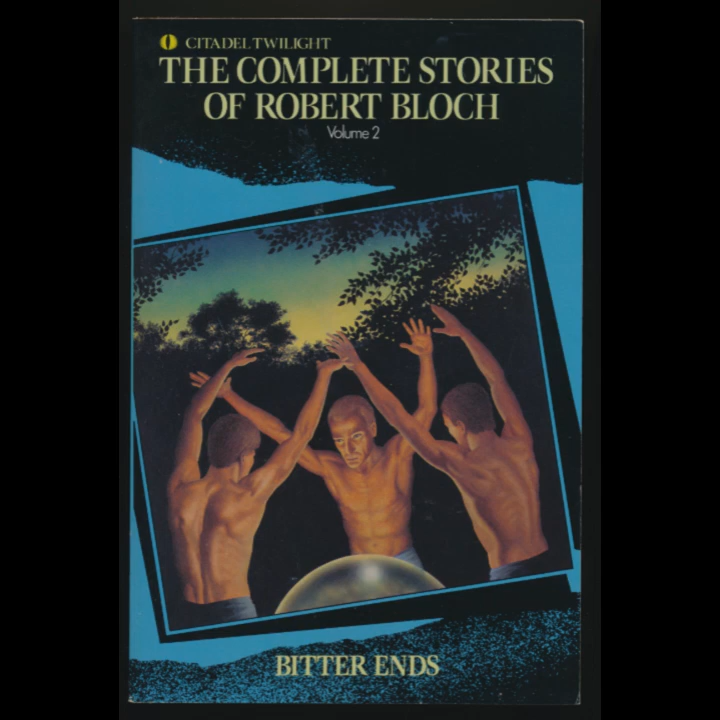 CITADEL TWILIGHT
THE COMPLETE STORIES
OF ROBERT BLOCH
Volume 2
BITTER ENDS